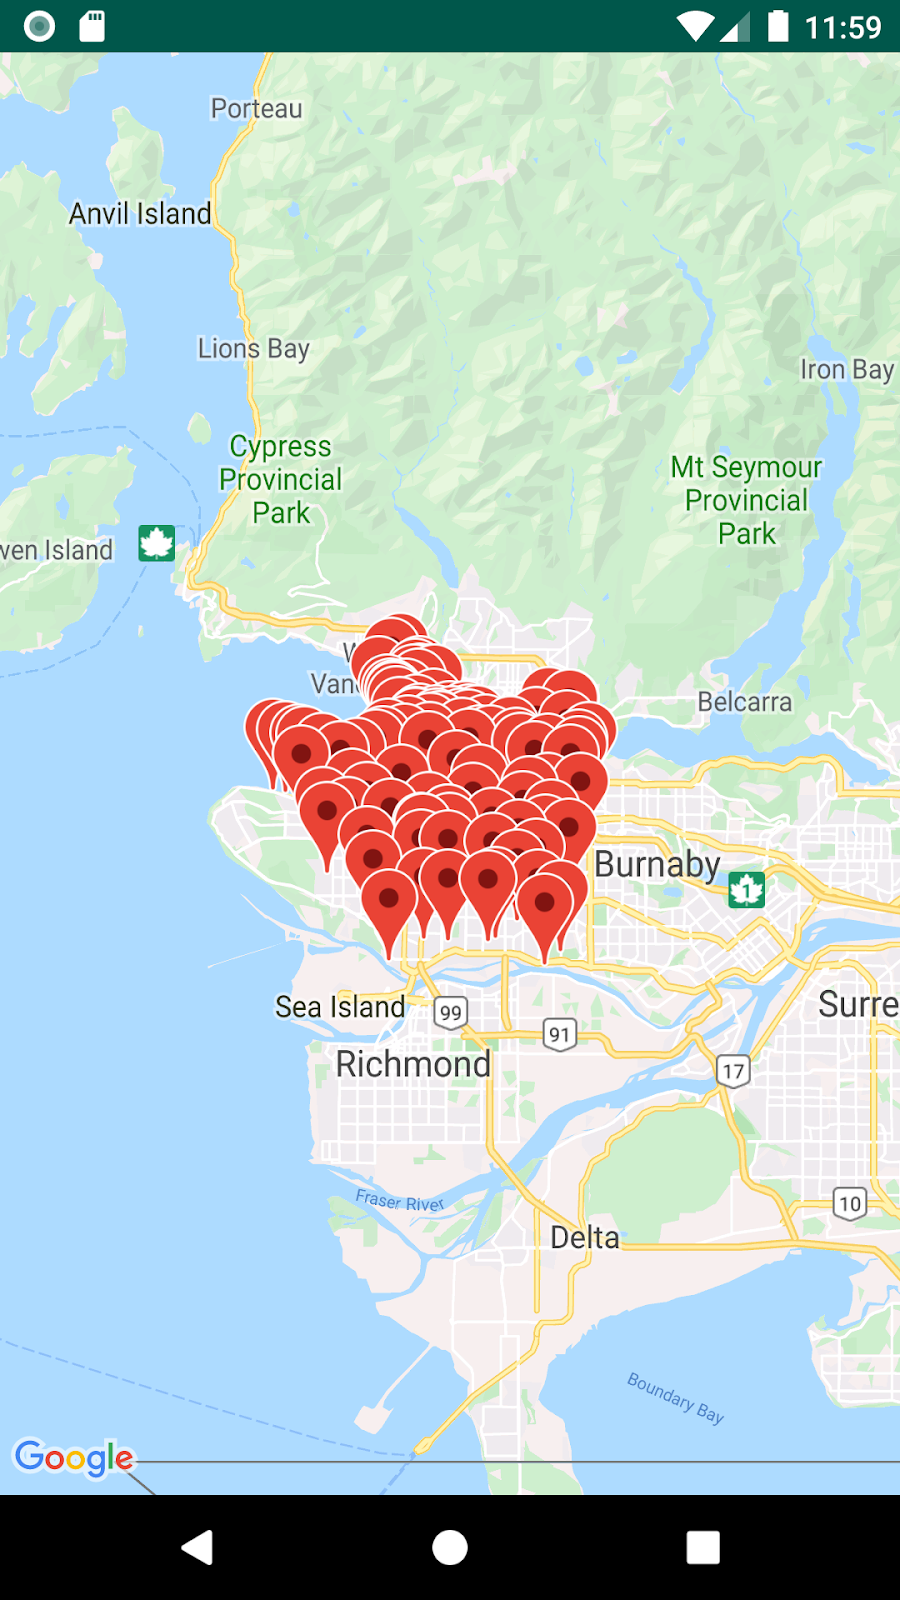 11:59
Porteau
Anvil Island
Lions Bay
Iron Bay
Cypress
Provincial
Park
Mt Seymour
Provincial
Park
wen Island
W
Vanc
Belcarra
Burnaby
1
Sea Island
99
Surre
91
Richmond
17
Fraser River
10
Delta
Boundary Bay
Google